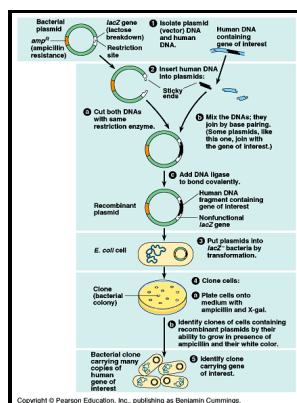 Bacterial
plasmid
lacZ gene
(lactose
breakdown)
ampR
(ampicillin
resistance)
Restriction
site
1 Isolate plasmid
(vector) DNA
and human
DNA.
Human DNA
containing
gene of interest
2 Insert human DNA
into plasmids:
Sticky
ends
a Cut both DNAs
with same
restriction enzyme.
b Mix the DNAs; they
join by base pairing.
(Some plasmids, like
this one, join with
the gene of interest.)
c Add DNA ligase
to bond covalently.
Recombinant
plasmid
Human DNA
fragment containing
gene of interest
Nonfunctional
lacZ gene
E. coli cell
3 Put plasmids into
lacZ– bacteria by
transformation.
4 Clone cells:
Clone
(bacterial
colony)
a Plate cells onto
medium with
ampicillin and X-gal.
b Identify clones of cells containing
recombinant plasmids by their
ability to grow in presence of
ampicillin and their white color.
Bacterial clone
carrying many
copies of
human
gene of
interest
5 Identify clone
carrying gene
of interest.
Copyright © Pearson Education, Inc., publishing as Benjamin Cummings.